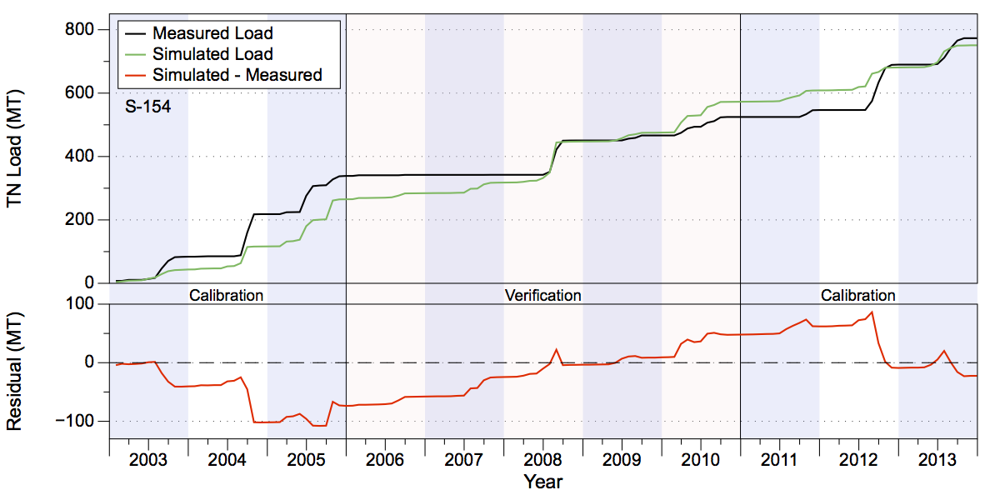 TN Load (MT)
800
600
400
200
0
Measured Load
Simulated Load
Simulated - Measured
S-154
Calibration Verification Calibration
Residual (MT)
100
0
−100
2003 2004 2005 2006 2007 2008 2009 2010 2011 2012 2013
Year